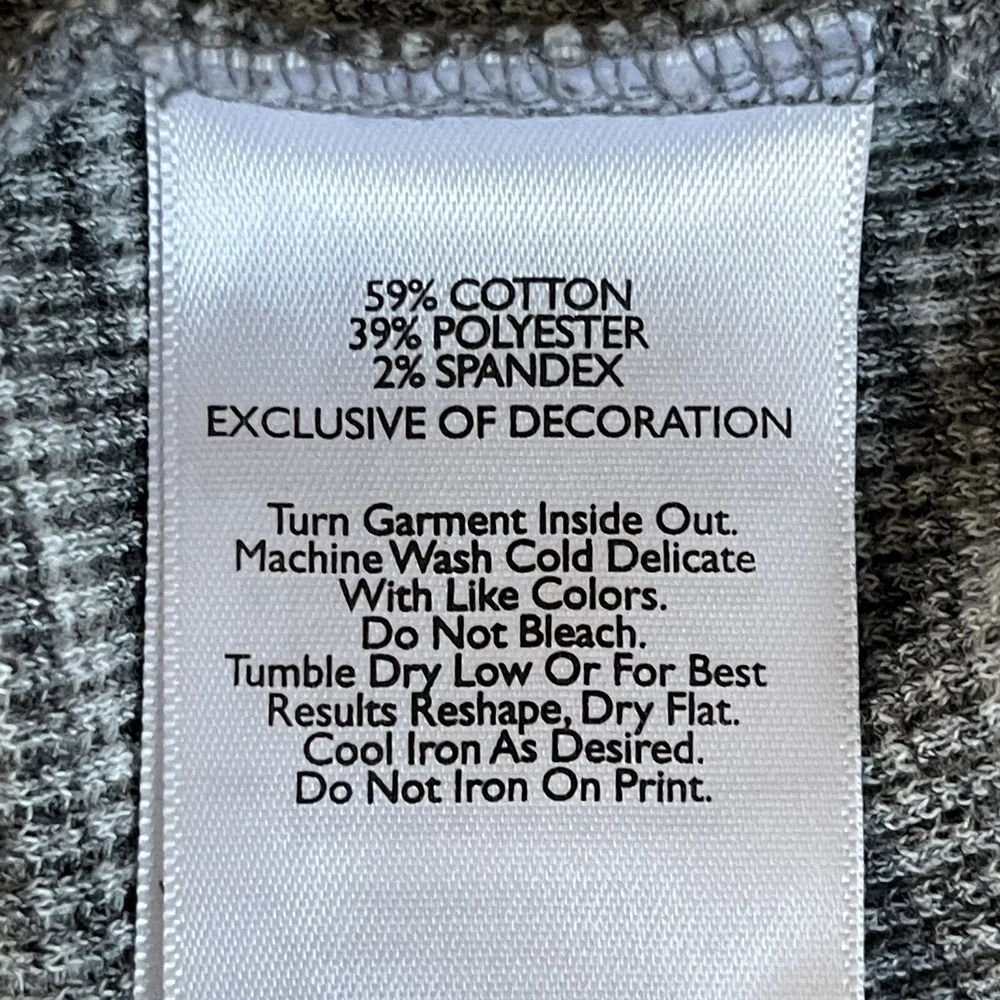 59% COTTON
39% POLYESTER
2% SPANDEX
EXCLUSIVE OF DECORATION
Turn Garment Inside Out.
Machine Wash Cold Delicate
With Like Colors.
Do Not Bleach.
Tumble Dry Low Or For Best
Results Reshape, Dry Flat.
Cool Iron As Desired.
Do Not Iron On Print.